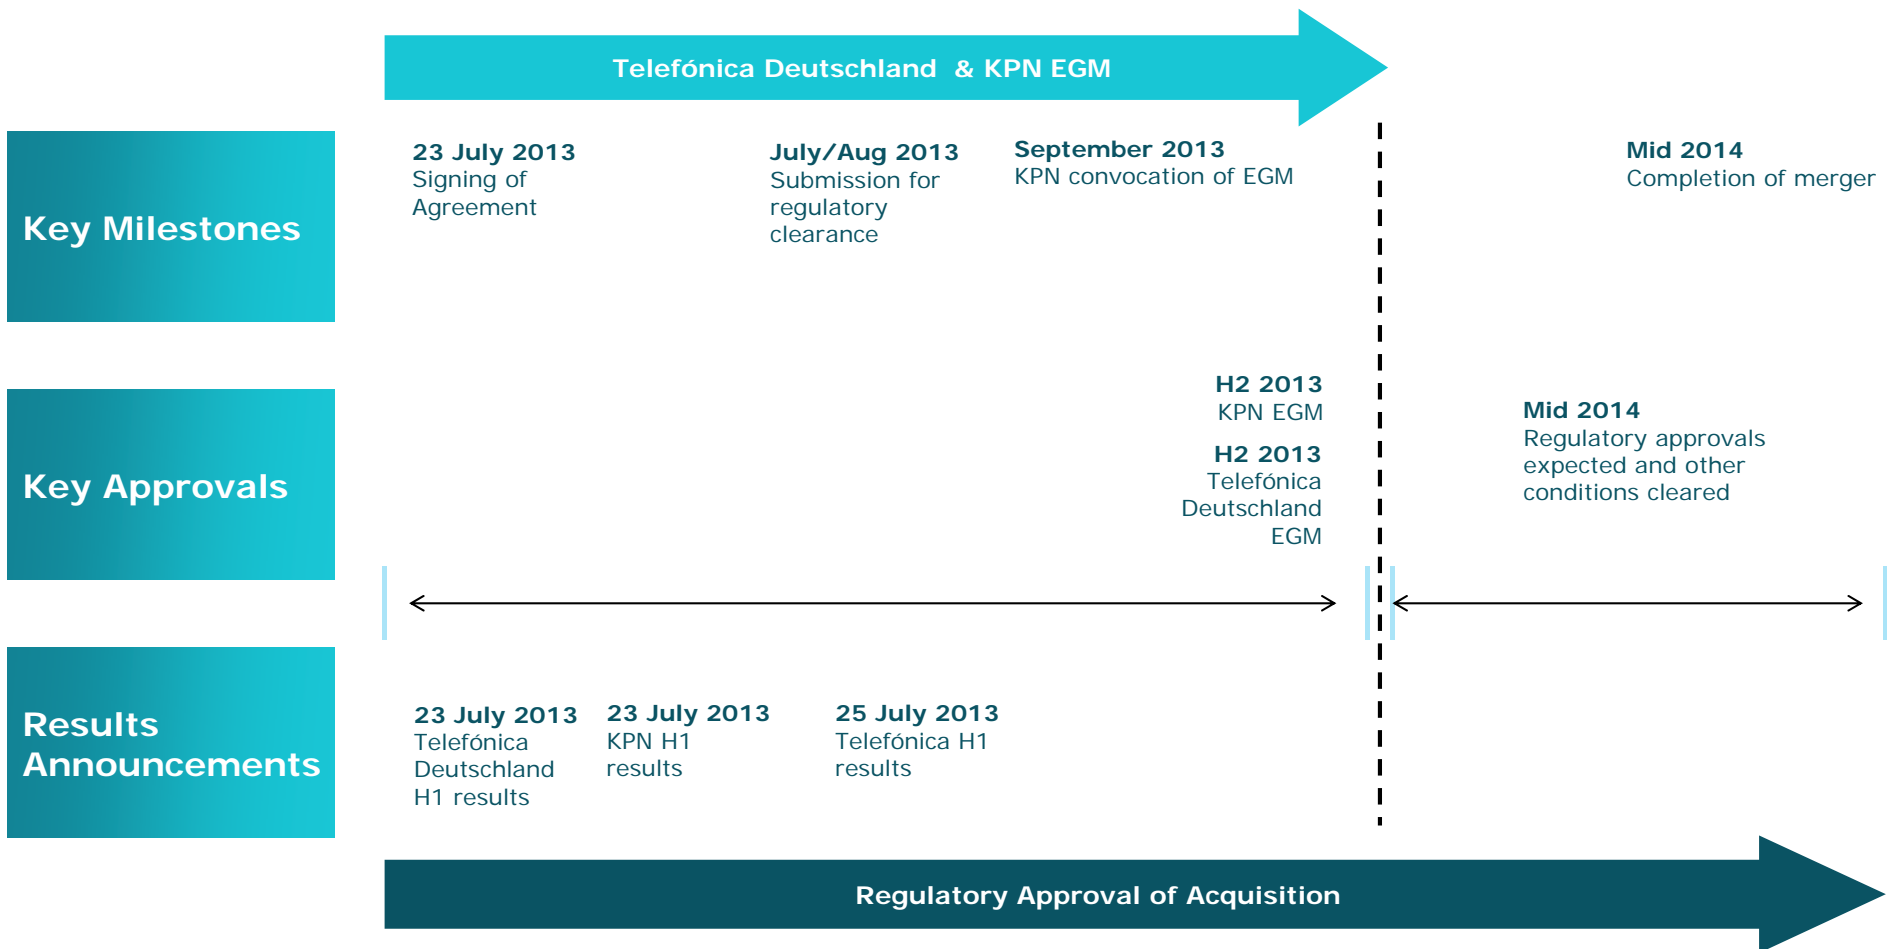 Telefónica Deutschland & KPN EGM
Key Milestones
23 July 2013
Signing of
Agreement
July/Aug 2013
Submission for
regulatory
clearance
September 2013
KPN convocation of EGM
Mid 2014
Completion of merger
Key Approvals
H2 2013
KPN EGM
H2 2013
Telefónica
Deutschland
EGM
Mid 2014
Regulatory approvals
expected and other
conditions cleared
Results
Announcements
23 July 2013
Telefónica
Deutschland
H1 results
23 July 2013
KPN H1
results
25 July 2013
Telefónica H1
results
Regulatory Approval of Acquisition